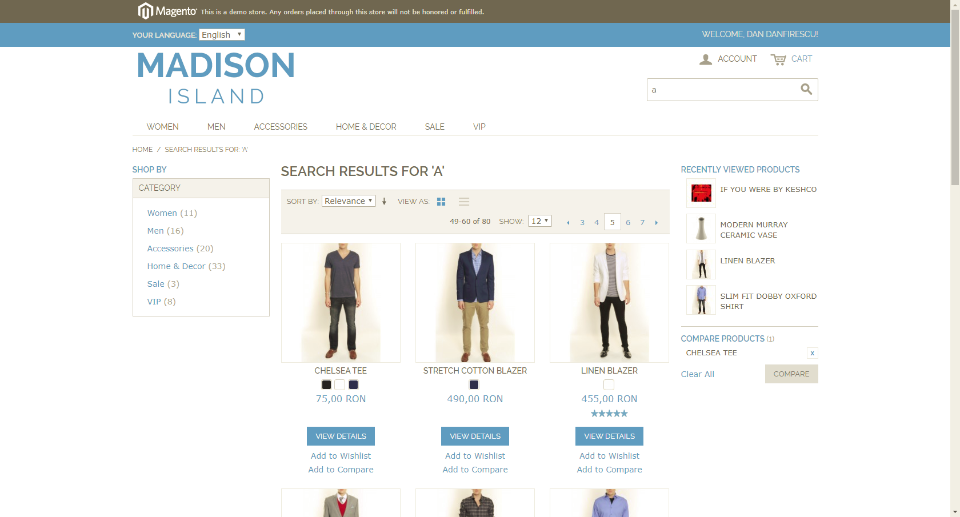 Magento This is a demo store. Any orders placed through this store will not be honored or fulfilled.
YOUR LANGUAGE: English
WELCOME, DAN DANFIRESCU!
MADISON
ISLAND
ACCOUNT CART
a
WOMEN MEN ACCESSORIES HOME & DECOR SALE VIP
HOME / SEARCH RESULTS FOR: 'A'
SHOP BY
CATEGORY
Women (11)
Men (16)
Accessories (20)
Home & Decor (33)
Sale (3)
VIP (8)
SEARCH RESULTS FOR 'A'
SORT BY: Relevance VIEW AS:
49-60 of 80 SHOW: 12 3 4 5 6 7
CHELSEA TEE
75,00 RON
VIEW DETAILS
Add to Wishlist
Add to Compare
STRETCH COTTON BLAZER
490,00 RON
VIEW DETAILS
Add to Wishlist
Add to Compare
LINEN BLAZER
455,00 RON
VIEW DETAILS
Add to Wishlist
Add to Compare
RECENTLY VIEWED PRODUCTS
IF YOU WERE BY KESHCO
MODERN MURRAY
CERAMIC VASE
LINEN BLAZER
SLIM FIT DOBBY OXFORD
SHIRT
COMPARE PRODUCTS (1)
CHELSEA TEE x
Clear All COMPARE